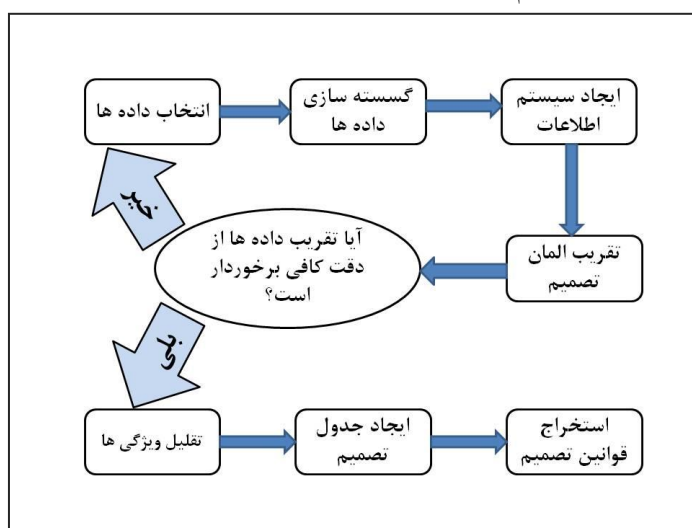 انتخاب داده ها
گسسته سازی
داده ها
ایجاد سیستم
اطلاعات
تقریب المان
تصمیم
آیا تقریب داده ها از
دقت کافی برخوردار
است؟
خیر
بلی
تقلیل ویژگی ها
ایجاد جدول
تصمیم
استخراج
قوانین تصمیم